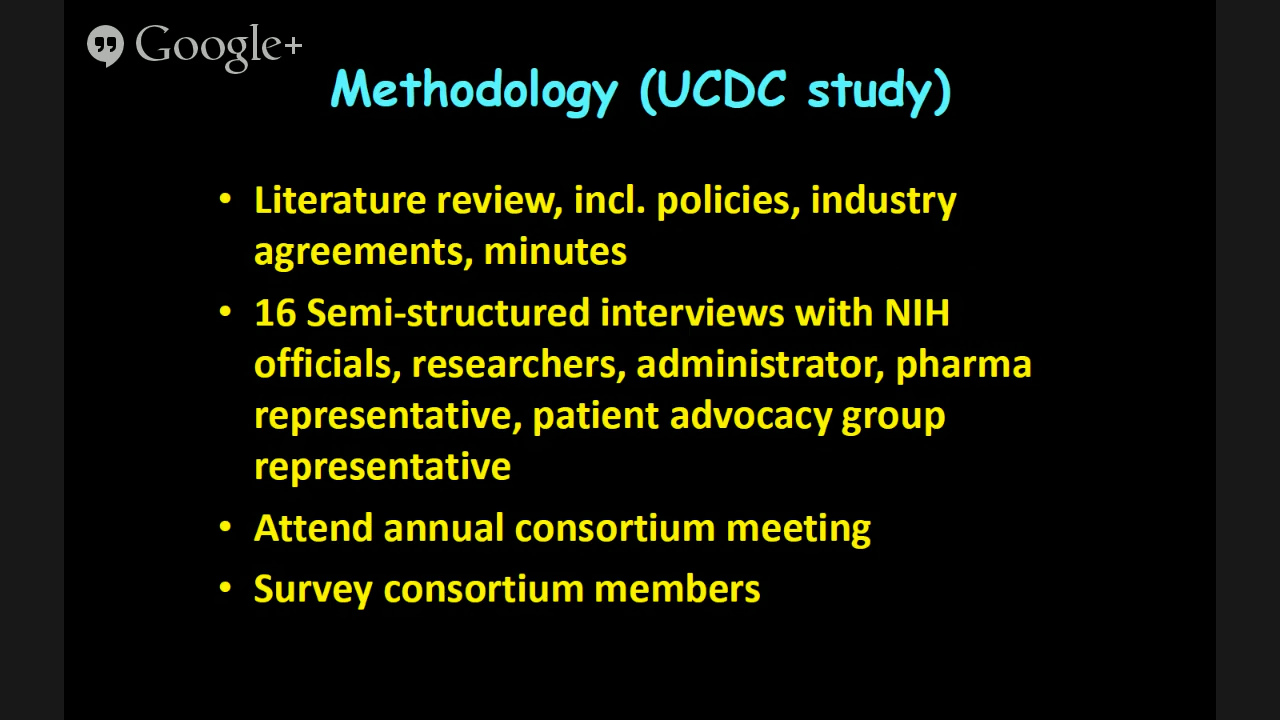 Google+
Methodology (UCDC study)
• Literature review, incl. policies, industry
agreements, minutes
• 16 Semi-structured interviews with NIH
officials, researchers, administrator, pharma
representative, patient advocacy group
representative
• Attend annual consortium meeting
• Survey consortium members